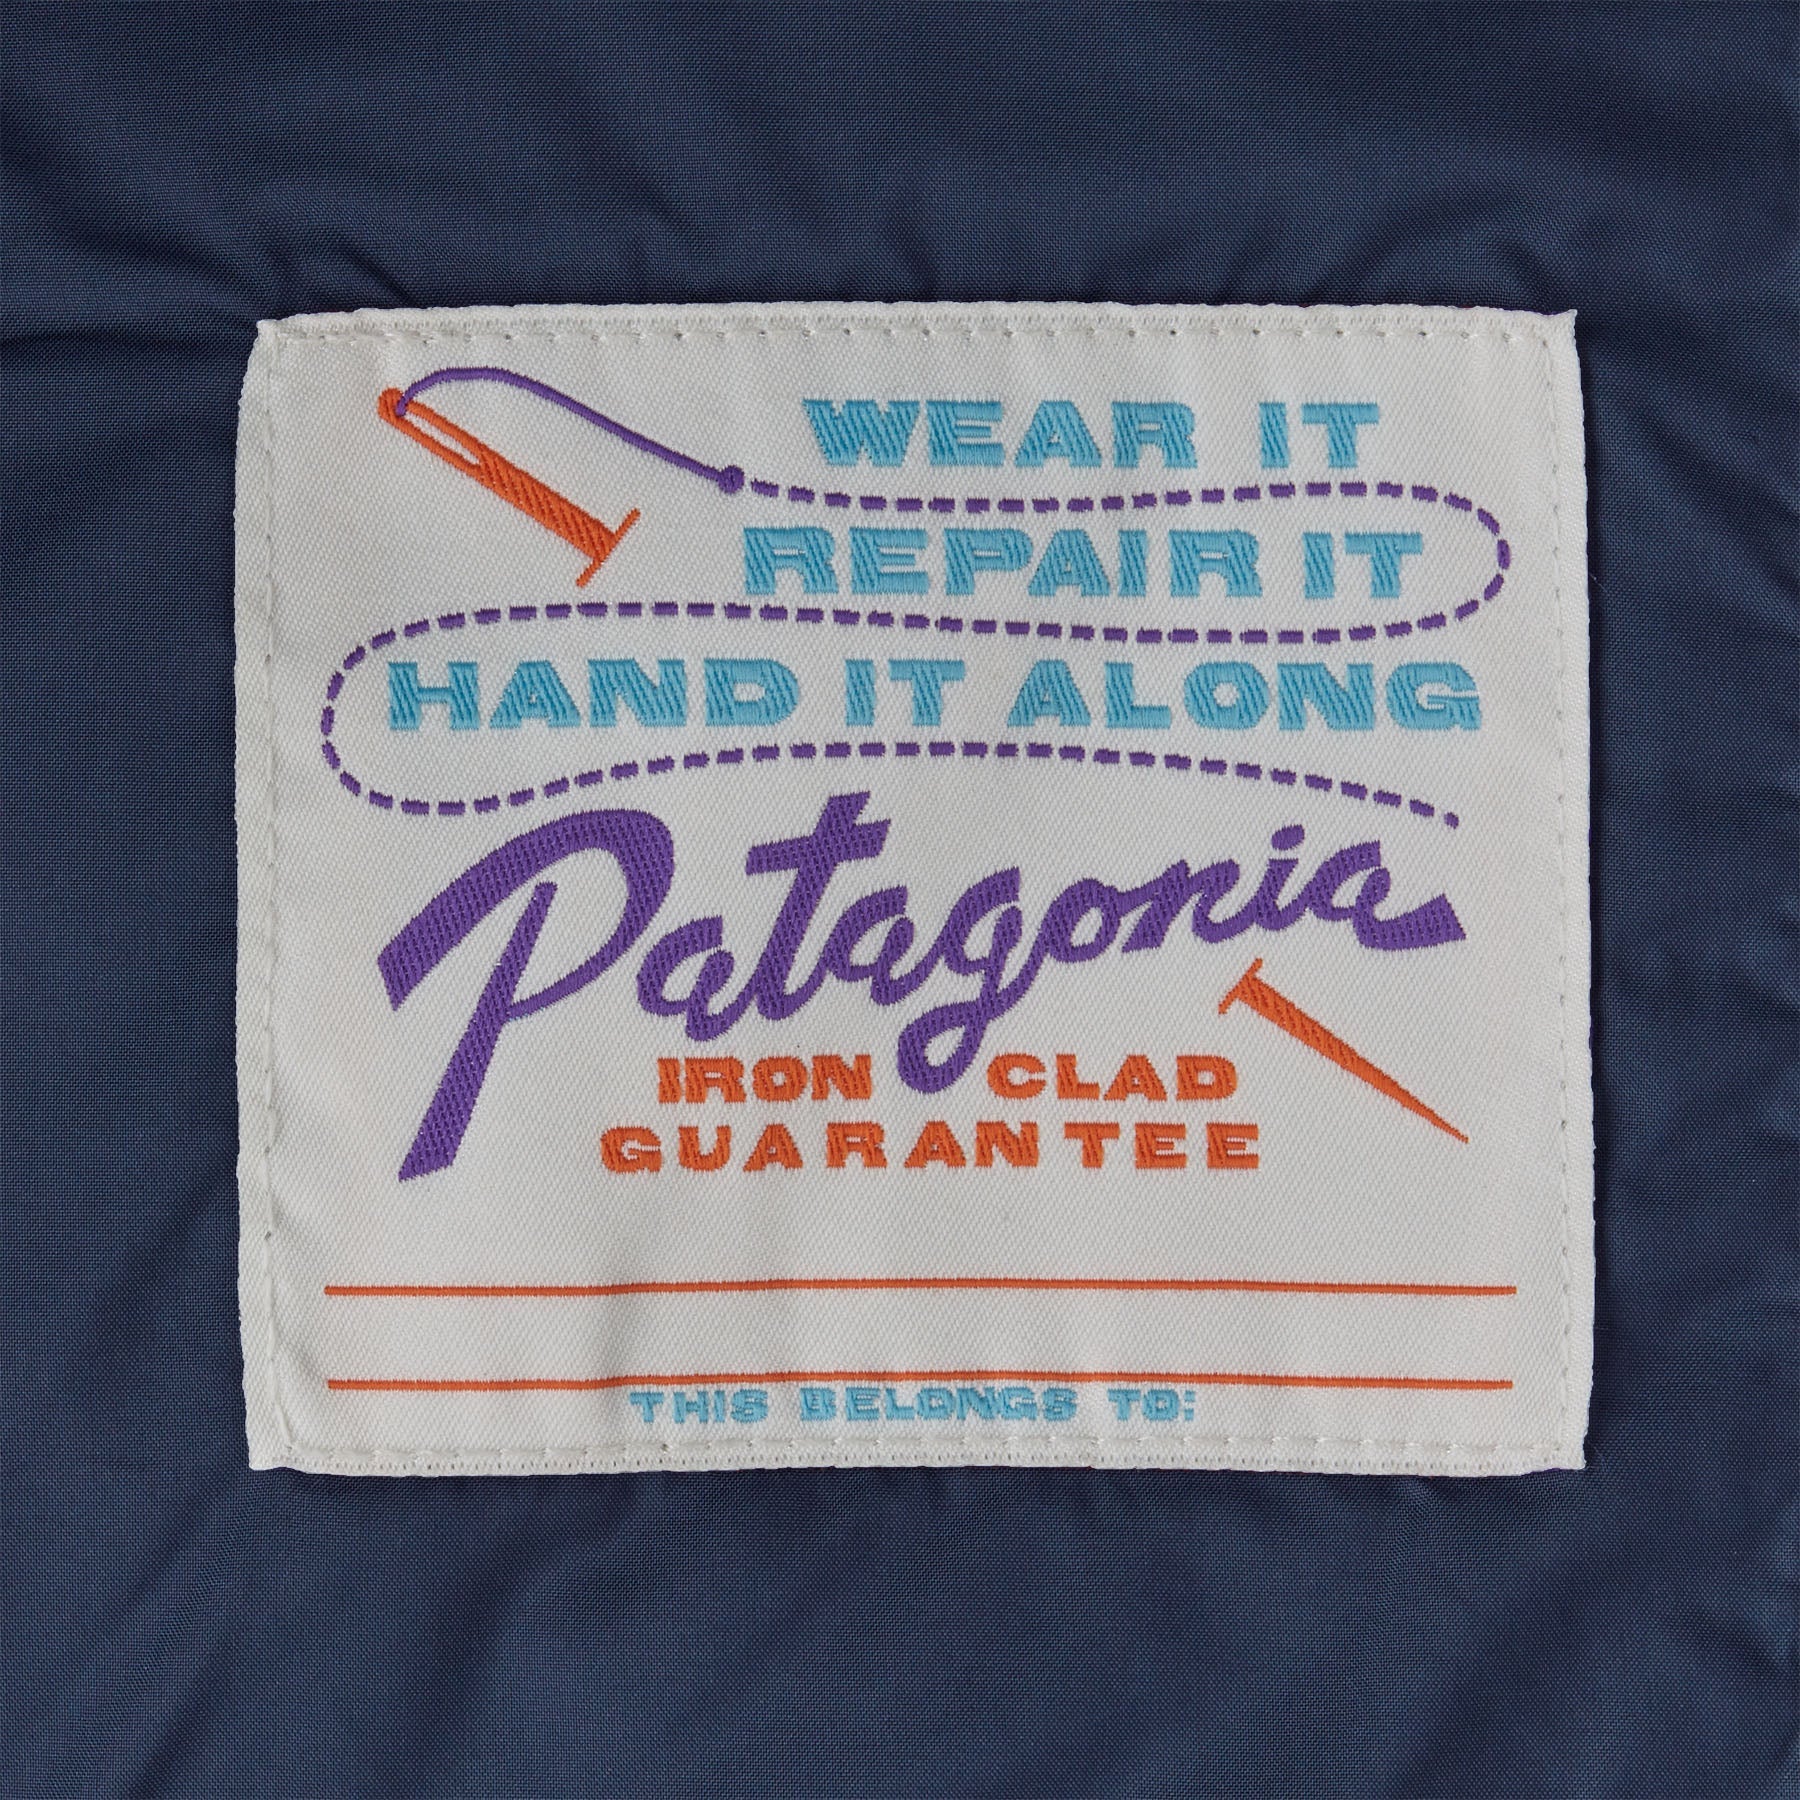 WEAR IT
REPAIR IT
HAND IT ALONG
Patagonia
IRON CLAD
GUARANTEE
THIS BELONGS TO: